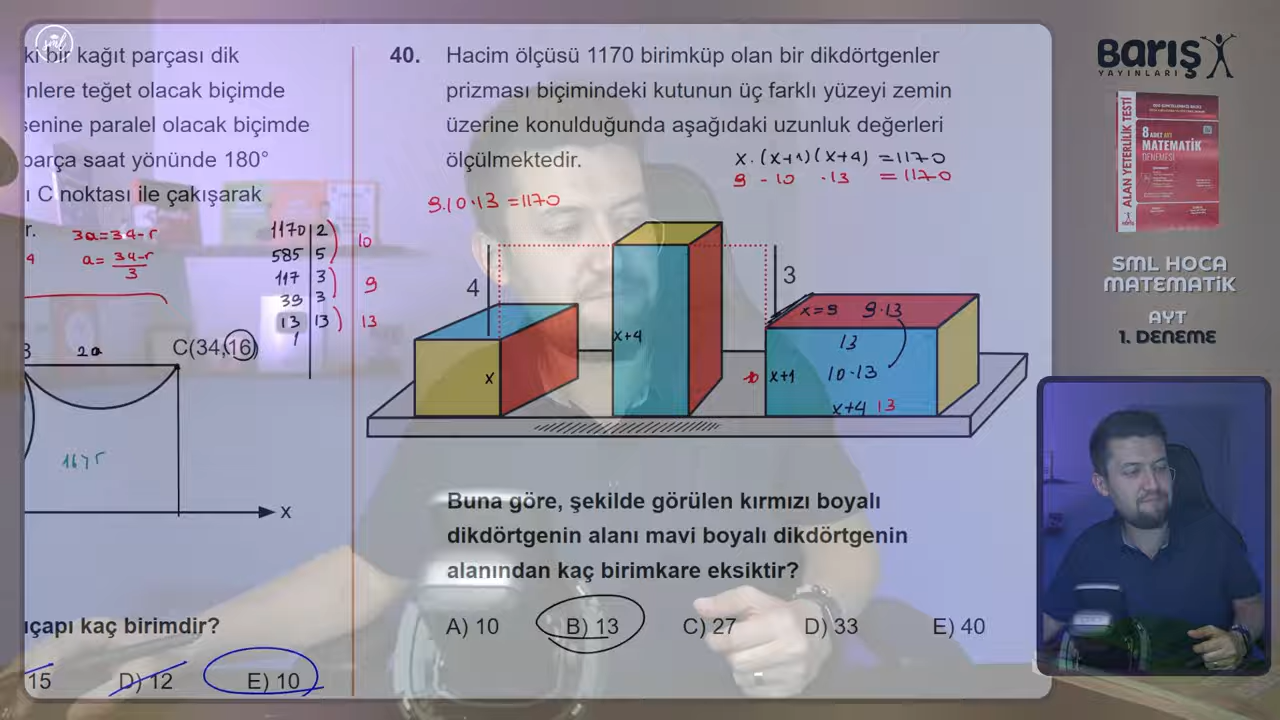 sml
ki bir kağıt parçası dik
nlere teğet olacak biçimde
senine paralel olacak biçimde
parça saat yönünde 180°
ı C noktası ile çakışarak
r.
3a=34-r
4
a= 34-r
3
1170 2
585 5
117 3
39 3
13 13
1
10
9
13
2a
C(34,16)
16>r
x
ıçapı kaç birimdir?
15
D) 12
E) 10
40. Hacim ölçüsü 1170 birimküp olan bir dikdörtgenler
prizması biçimindeki kutunun üç farklı yüzeyi zemin
üzerine konulduğunda aşağıdaki uzunluk değerleri
ölçülmektedir.
x.(x+1)(x+4) =1170
9 - 10 . 13 = 1170
9.10.13 =1170
4
3
x
x+4
x=9 9.13
13
10.13
10 x+1
x+4 13
Buna göre, şekilde görülen kırmızı boyalı
dikdörtgenin alanı mavi boyalı dikdörtgenin
alanından kaç birimkare eksiktir?
A) 10 B) 13 C) 27 D) 33 E) 40
BARIŞ
YAYINLARI
ALAN YETERLİLİK TESTİ
8 ADET AYT
MATEMATİK
DENEMESİ
SML HOCA
MATEMATİK
AYT
1. DENEME